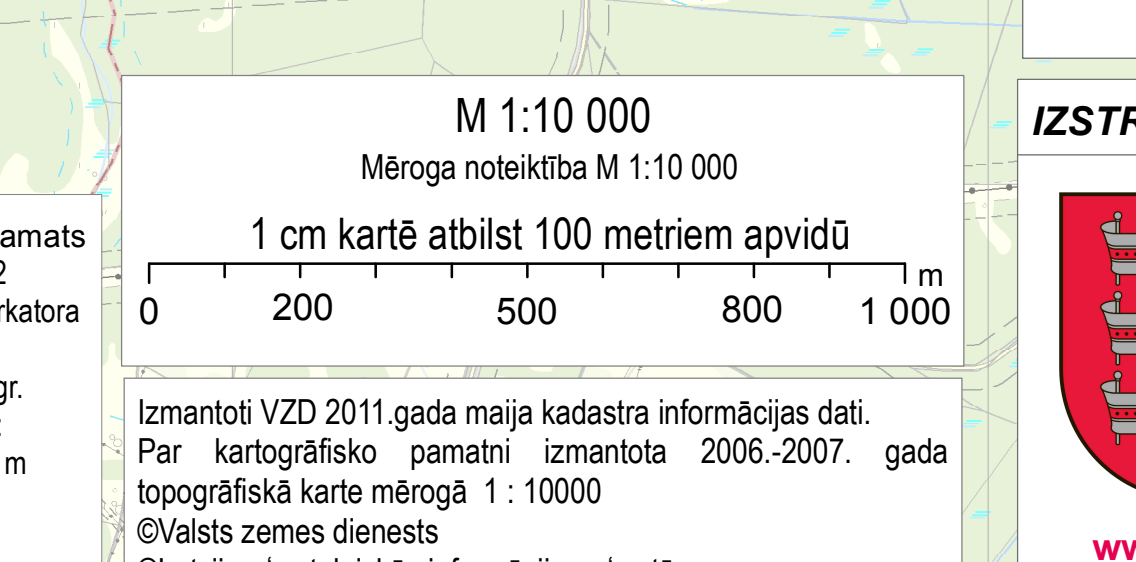 M 1:10 000
Mēroga noteiktība M 1:10 000
1 cm kartē atbilst 100 metriem apvidū
m
0 200 500 800 1 000
Izmantoti VZD 2011.gada maija kadastra informācijas dati.
Par kartogrāfisko pamatni izmantota 2006.-2007. gada
topogrāfiskā karte mērogā 1 : 10000
©Valsts zemes dienests
amats
2
rkatora
gr.
m
IZSTR
ww